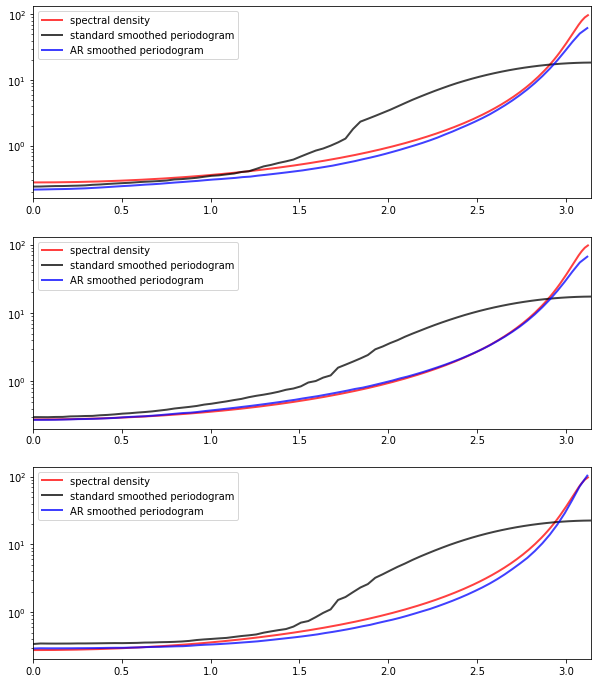 10²
10¹
10⁰
spectral density
standard smoothed periodogram
AR smoothed periodogram
0.0 0.5 1.0 1.5 2.0 2.5 3.0
10²
10¹
10⁰
spectral density
standard smoothed periodogram
AR smoothed periodogram
0.0 0.5 1.0 1.5 2.0 2.5 3.0
10²
10¹
10⁰
spectral density
standard smoothed periodogram
AR smoothed periodogram
0.0 0.5 1.0 1.5 2.0 2.5 3.0